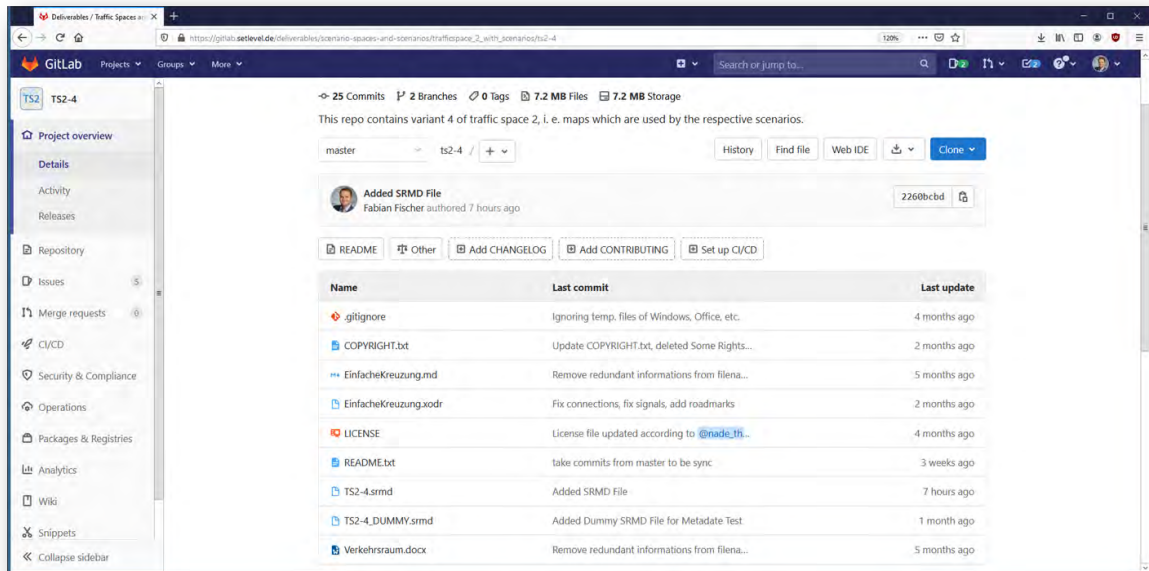 Deliverables / Traffic Spaces an
https://gitlab.setlevel.de/deliverables/scenario-spaces-and-scenarios/trafficspace_2_with_scenarios/ts2-4
120%
GitLab Projects Groups More Search or jump to... 2 2
TS2 TS2-4
Project overview
Details
Activity
Releases
Repository
Issues 5
Merge requests 0
CI/CD
Security & Compliance
Operations
Packages & Registries
Analytics
Wiki
Snippets
Collapse sidebar
25 Commits 2 Branches 0 Tags 7.2 MB Files 7.2 MB Storage
This repo contains variant 4 of traffic space 2, i. e. maps which are used by the respective scenarios.
master ts2-4 / + History Find file Web IDE Clone
Added SRMD File
Fabian Fischer authored 7 hours ago
2260bcbd
README Other Add CHANGELOG Add CONTRIBUTING Set up CI/CD
Name Last commit Last update
.gitignore Ignoring temp. files of Windows, Office, etc. 4 months ago
COPYRIGHT.txt Update COPYRIGHT.txt, deleted Some Rights... 2 months ago
EinfacheKreuzung.md Remove redundant informations from filena... 5 months ago
EinfacheKreuzung.xodr Fix connections, fix signals, add roadmarks 2 months ago
LICENSE License file updated according to @nade_th... 4 months ago
README.txt take commits from master to be sync 3 weeks ago
TS2-4.srmd Added SRMD File 7 hours ago
TS2-4_DUMMY.srmd Added Dummy SRMD File for Metadate Test 1 month ago
Verkehrsraum.docx Remove redundant informations from filena... 5 months ago